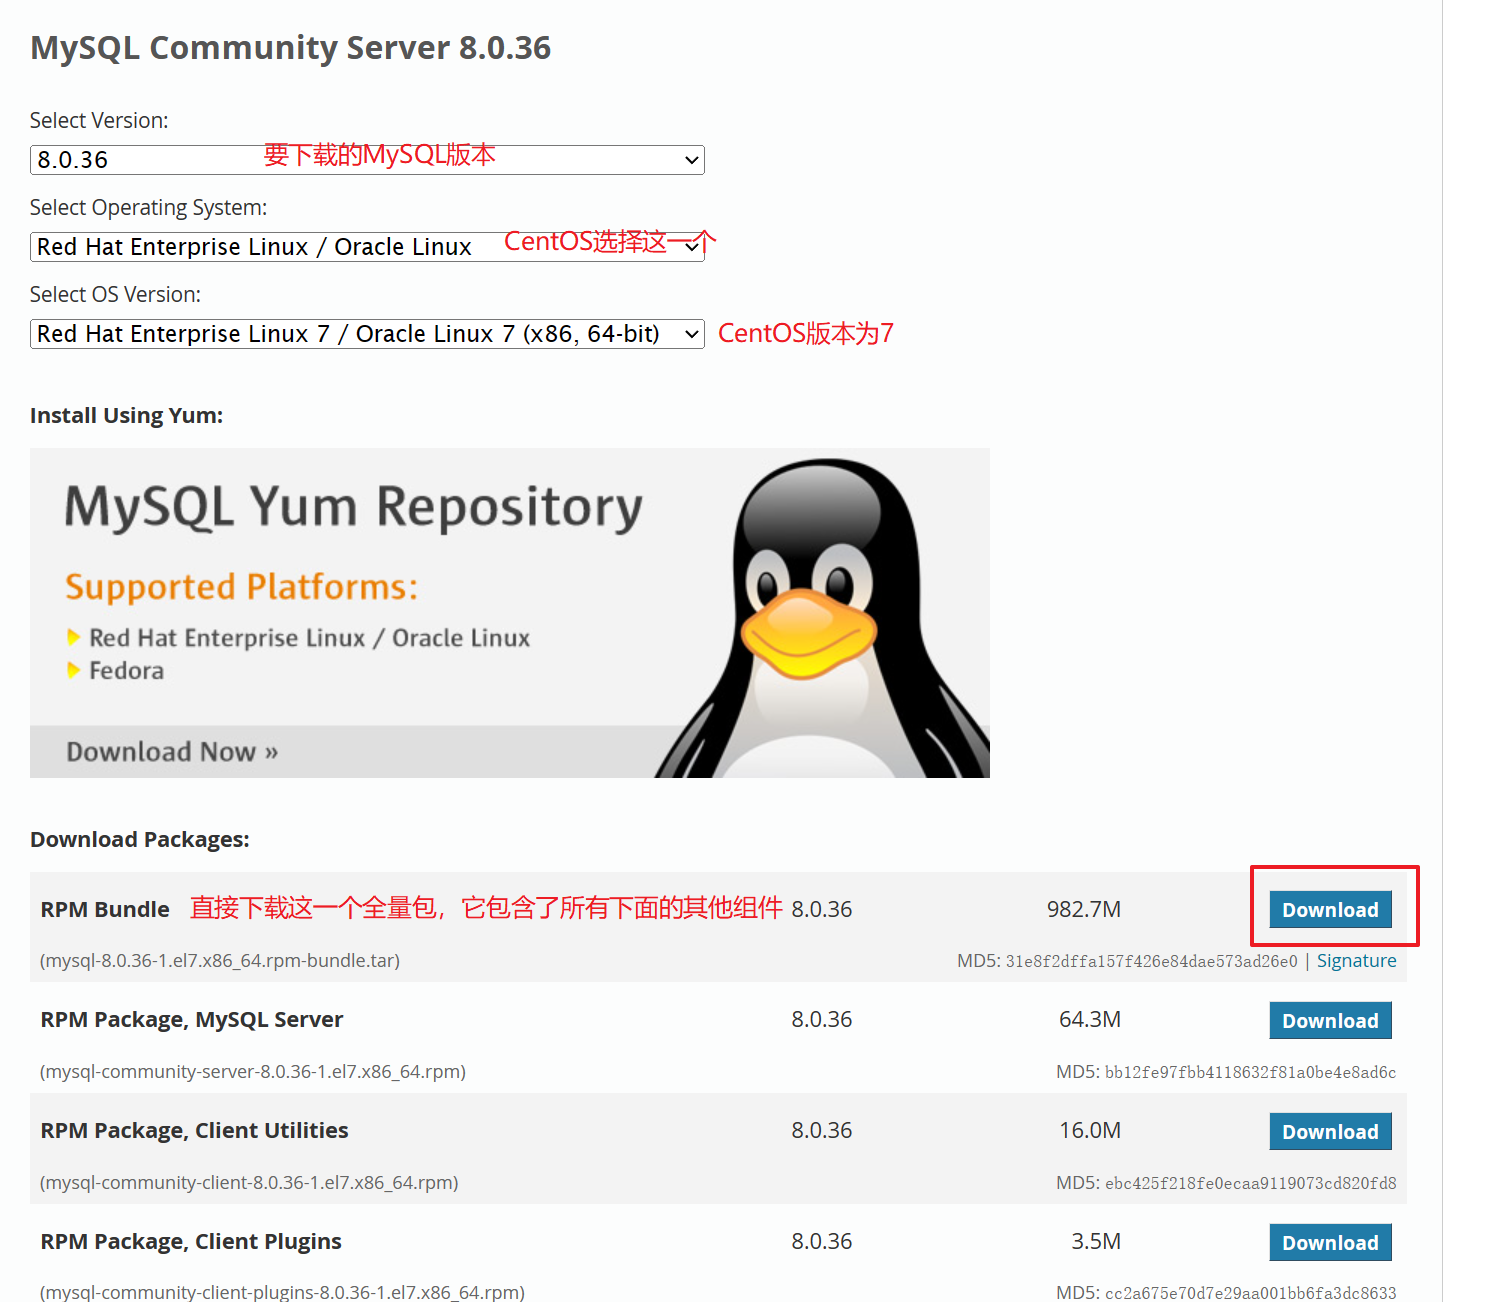 MySQL Community Server 8.0.36
Select Version:
8.0.36 要下载的MySQL版本
Select Operating System:
Red Hat Enterprise Linux / Oracle Linux CentOS选择这一个
Select OS Version:
Red Hat Enterprise Linux 7 / Oracle Linux 7 (x86, 64-bit) CentOS版本为7
Install Using Yum:
MySQL Yum Repository
Supported Platforms:
Red Hat Enterprise Linux / Oracle Linux
Fedora
Download Now »
Download Packages:
RPM Bundle 直接下载这一个全量包，它包含了所有下面的其他组件 8.0.36 982.7M Download
(mysql-8.0.36-1.el7.x86_64.rpm-bundle.tar) MD5: 31e8f2dffa157f426e84dae573ad26e0 | Signature
RPM Package, MySQL Server 8.0.36 64.3M Download
(mysql-community-server-8.0.36-1.el7.x86_64.rpm) MD5: bb12fe97fbb4118632f81a0be4e8ad6c
RPM Package, Client Utilities 8.0.36 16.0M Download
(mysql-community-client-8.0.36-1.el7.x86_64.rpm) MD5: ebc425f218fe0ecaa9119073cd820fd8
RPM Package, Client Plugins 8.0.36 3.5M Download
(mysql-community-client-plugins-8.0.36-1.el7.x86_64.rpm) MD5: cc2a675e70d7e29aa001bb6fa3dc8633